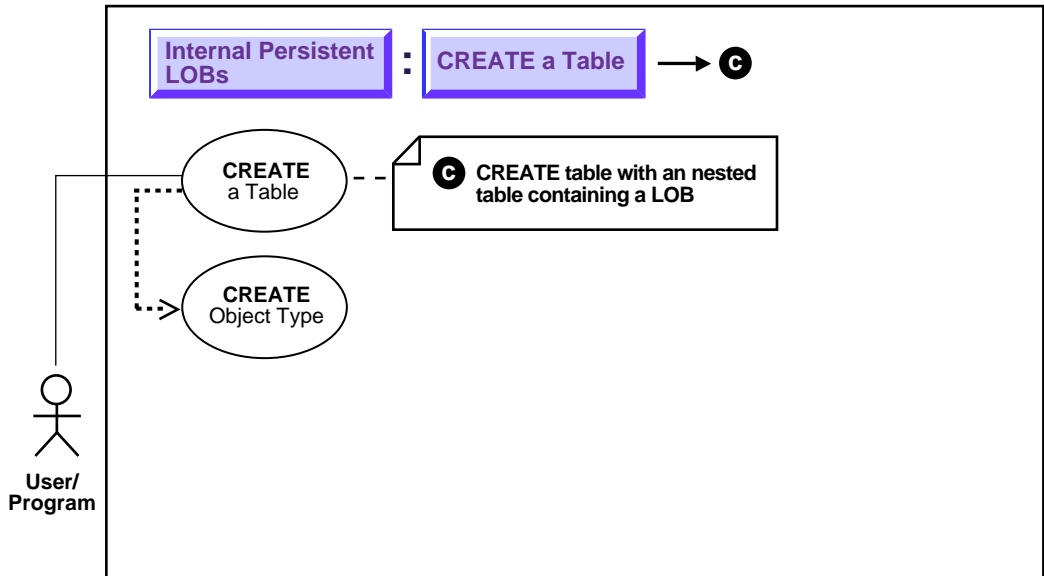 Internal Persistent
LOBs
:
CREATE a Table
C
CREATE
a Table
C CREATE table with an nested
table containing a LOB
CREATE
Object Type
User/
Program